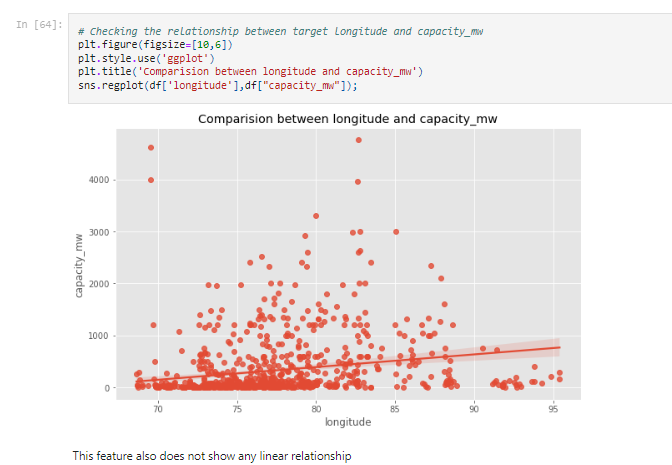 In [64]:
# Checking the relationship between target longitude and capacity_mw
plt.figure(figsize=[10,6])
plt.style.use('ggplot')
plt.title('Comparision between longitude and capacity_mw')
sns.regplot(df['longitude'],df["capacity_mw"]);
Comparision between longitude and capacity_mw
capacity_mw
4000
3000
2000
1000
0
70 75 80 85 90 95
longitude
This feature also does not show any linear relationship